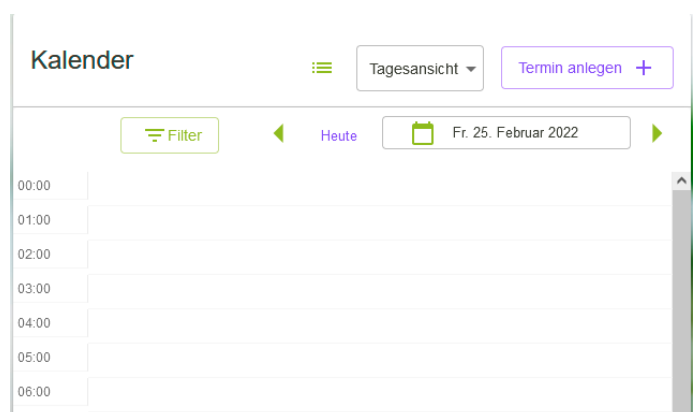 Kalender
Tagesansicht
Termin anlegen
Filter
Heute
Fr. 25. Februar 2022
00:00
01:00
02:00
03:00
04:00
05:00
06:00